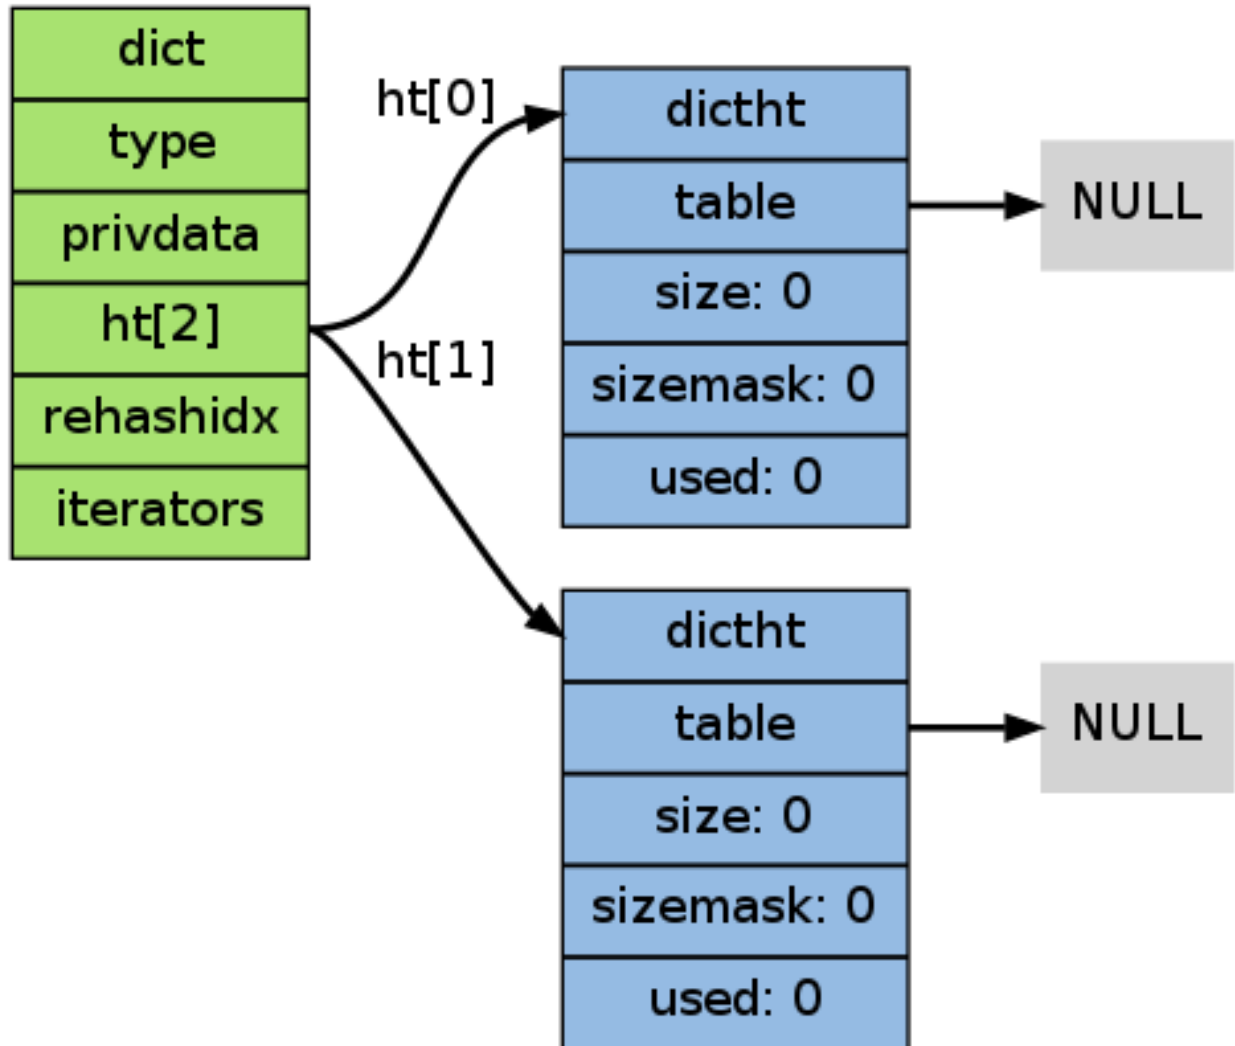 dict
type
privdata
ht[2]
rehashidx
iterators
ht[0]
ht[1]
dictht
table
size: 0
sizemask: 0
used: 0
NULL
dictht
table
size: 0
sizemask: 0
used: 0
NULL